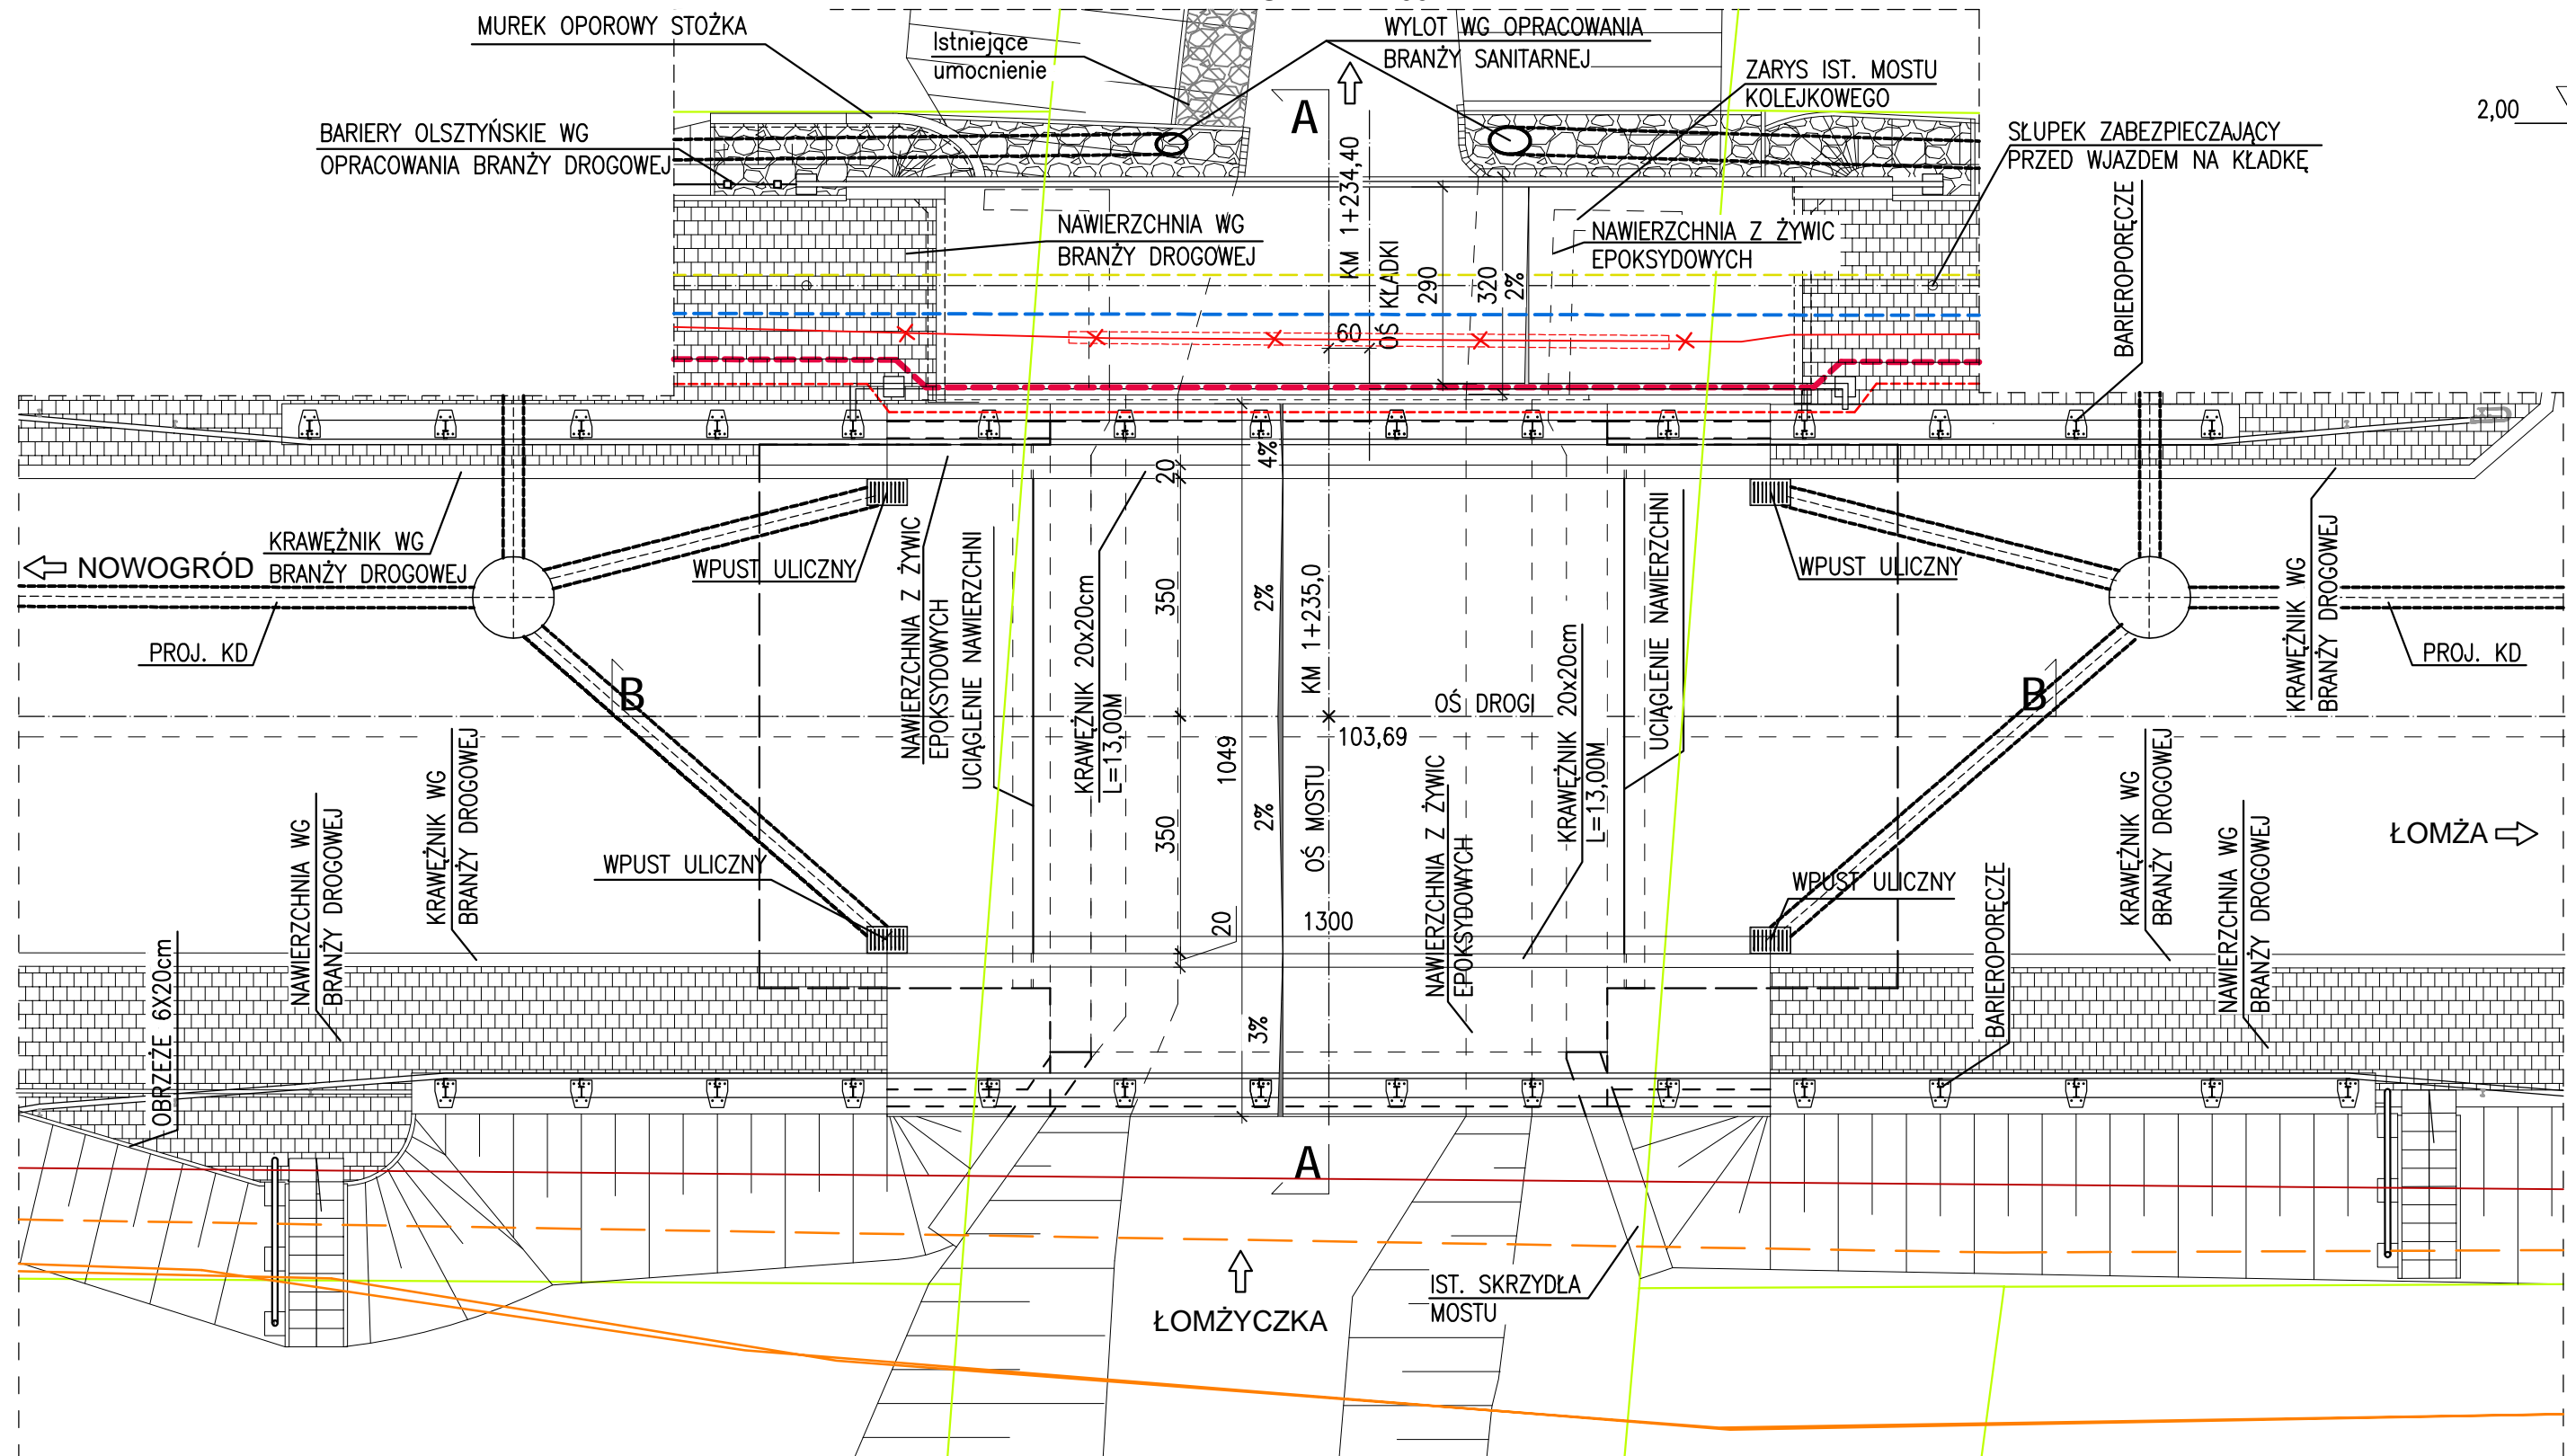 MUREK OPOROWY STOŻKA
Istniejące
umocnienie
WYLOT WG OPRACOWANIA
BRANŻY SANITARNEJ
ZARYS IST. MOSTU
KOLEJKOWEGO
2,00
BARIERY OLSZTYŃSKIE WG
OPRACOWANIA BRANŻY DROGOWEJ
A
SŁUPEK ZABEZPIECZAJĄCY
PRZED WJAZDEM NA KŁADKĘ
NAWIERZCHNIA WG
BRANŻY DROGOWEJ
KM 1+234,40
OŚ KŁADKI
NAWIERZCHNIA Z ŻYWIC
EPOKSYDOWYCH
BARIEROPORĘCZE
290
320
2%
60
20
4%
KRAWĘŻNIK WG
BRANŻY DROGOWEJ
NOWOGRÓD
WPUST ULICZNY
NAWIERZCHNIA Z ŻYWIC
EPOKSYDOWYCH
UCIĄGLENIE NAWIERZCHNI
KRAWĘŻNIK 20x20cm
L=13,00M
350
2%
KM 1+235,0
KRAWĘŻNIK 20x20cm
L=13,00M
UCIĄGLENIE NAWIERZCHNI
WPUST ULICZNY
KRAWĘŻNIK WG
BRANŻY DROGOWEJ
PROJ. KD
PROJ. KD
B
B
OŚ DROGI
103,69
1049
350
2%
OŚ MOSTU
NAWIERZCHNIA WG
BRANŻY DROGOWEJ
KRAWĘŻNIK WG
BRANŻY DROGOWEJ
WPUST ULICZNY
NAWIERZCHNIA Z ŻYWIC
EPOKSYDOWYCH
WPUST ULICZNY
BARIEROPORĘCZE
KRAWĘŻNIK WG
BRANŻY DROGOWEJ
NAWIERZCHNIA WG
BRANŻY DROGOWEJ
ŁOMŻA
20
1300
OBRZEŻE 6X20cm
3%
A
ŁOMŻYCZKA
IST. SKRZYDŁA
MOSTU